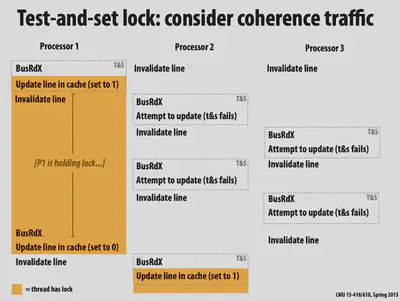 Test-and-set lock: consider coherence traffic
Processor 1
BusRdX
T&S
Update line in cache (set to 1)
Invalidate line
[P1 is holding lock...]
BusRdX
Update line in cache (set to 0)
Invalidate line
= thread has lock
Processor 2
Invalidate line
BusRdX
T&S
Attempt to update (t&s fails)
Invalidate line
BusRdX
T&S
Attempt to update (t&s fails)
Invalidate line
BusRdX
T&S
Update line in cache (set to 1)
Processor 3
Invalidate line
BusRdX
T&S
Attempt to update (t&s fails)
Invalidate line
BusRdX
T&S
Attempt to update (t&s fails)
Invalidate line
CMU 15-418/618, Spring 2015